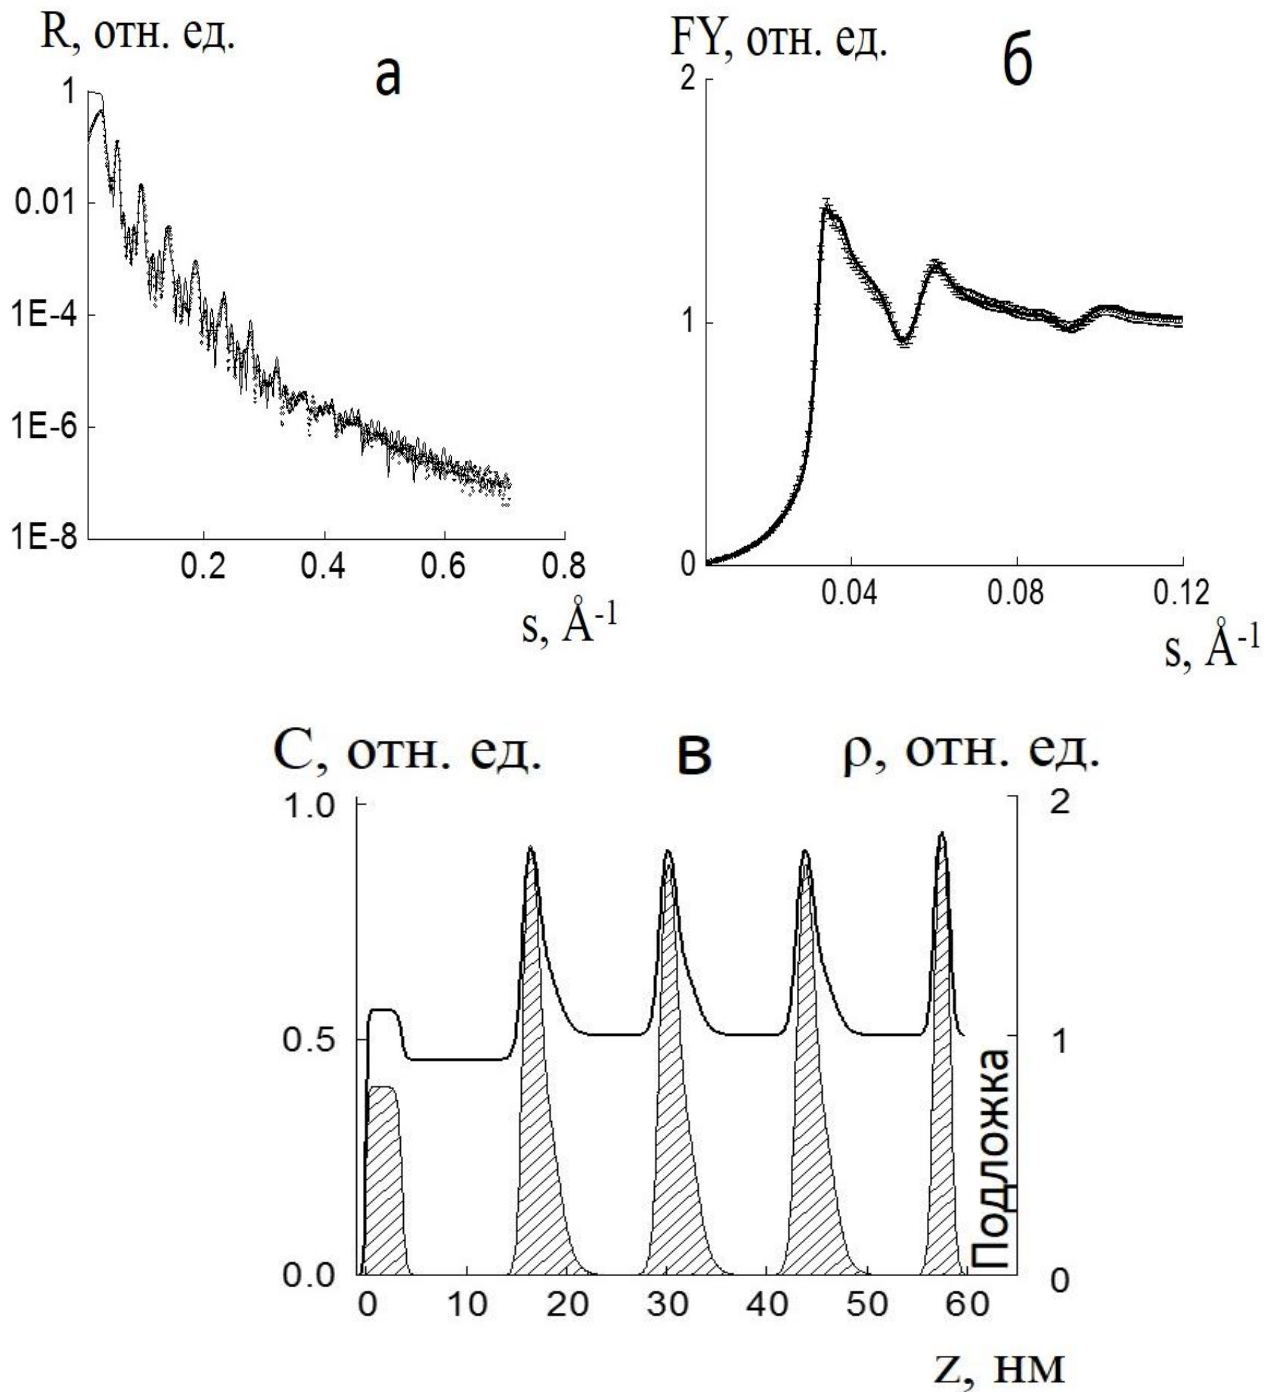 R, отн. ед.
а
1
0.01
1E-4
1E-6
1E-8
0.2 0.4 0.6 0.8
s, Å-1
FY, отн. ед.
б
2
1
0
0.04 0.08 0.12
s, Å-1
C, отн. ед.
в
ρ, отн. ед.
1.0
0.5
0.0
2
1
0
Подложка
0 10 20 30 40 50 60
z, нм